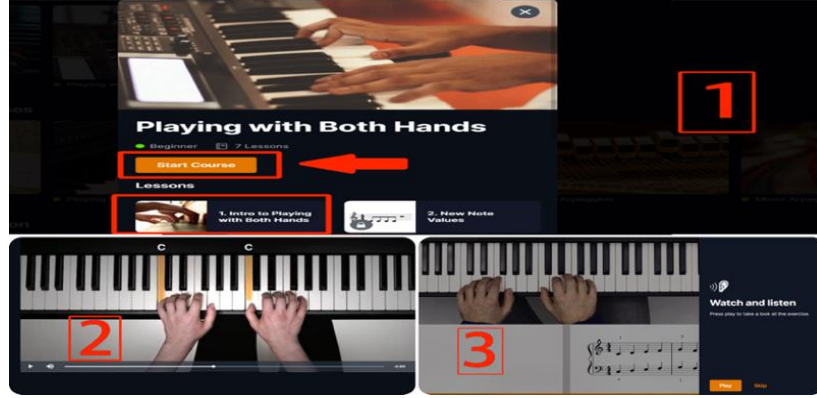 1
Playing with Both Hands
Beginner 7 Lessons
Start Course
Lessons
1. Intro to Playing
with Both Hands
2. New Note
Values
C C
2
3
Watch and listen
Press play to take a look at the exercise.
Play Skip